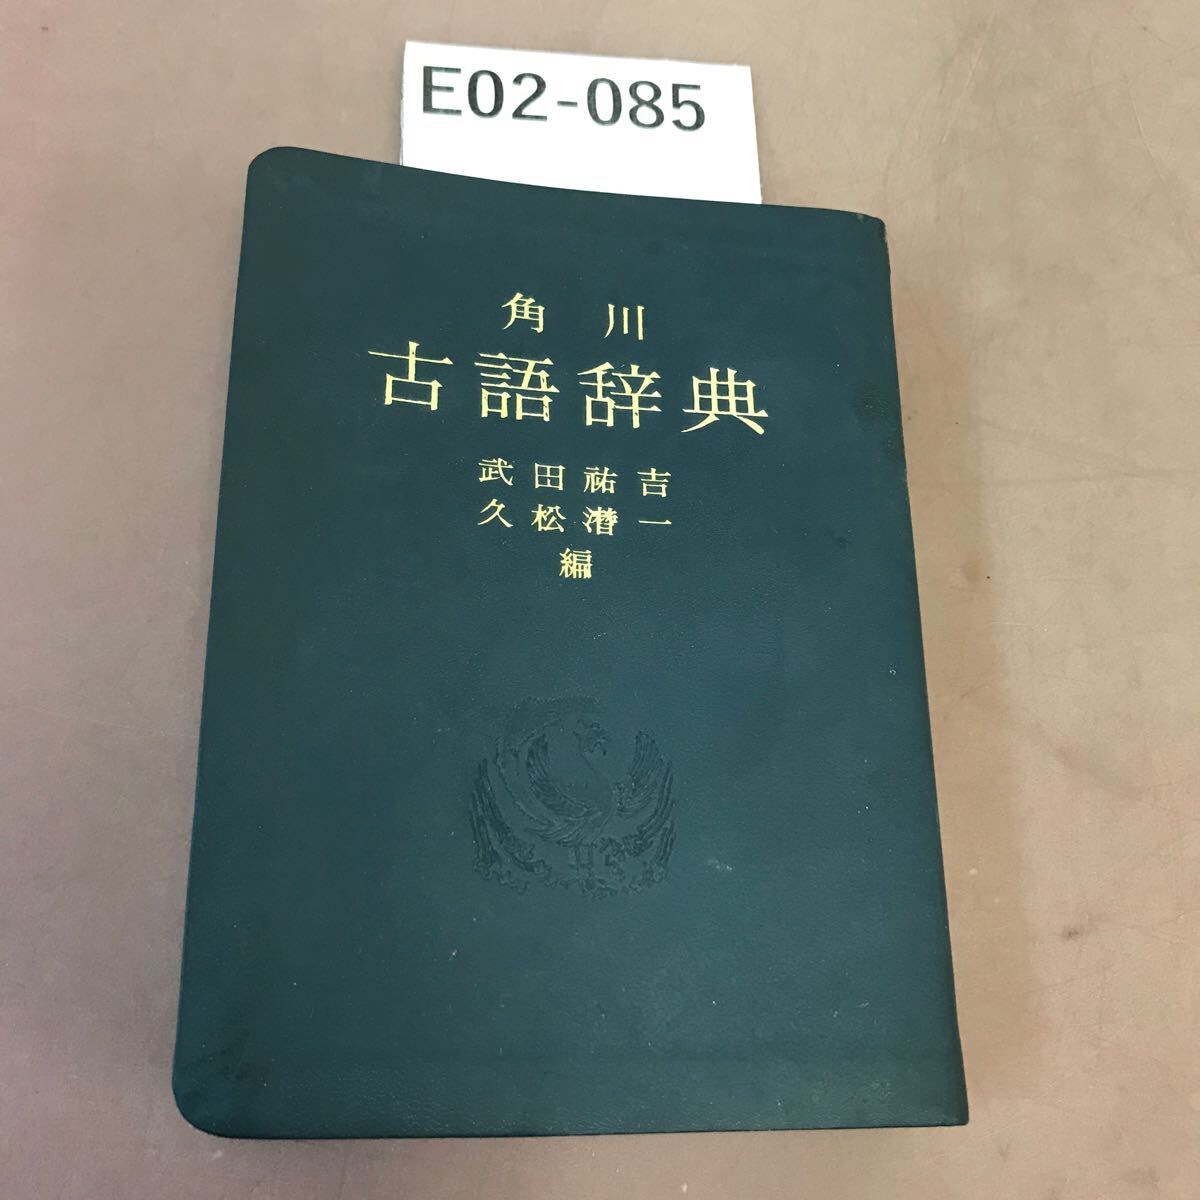 E02-085
角川
古語辞典
武田祐吉
久松潜一
編